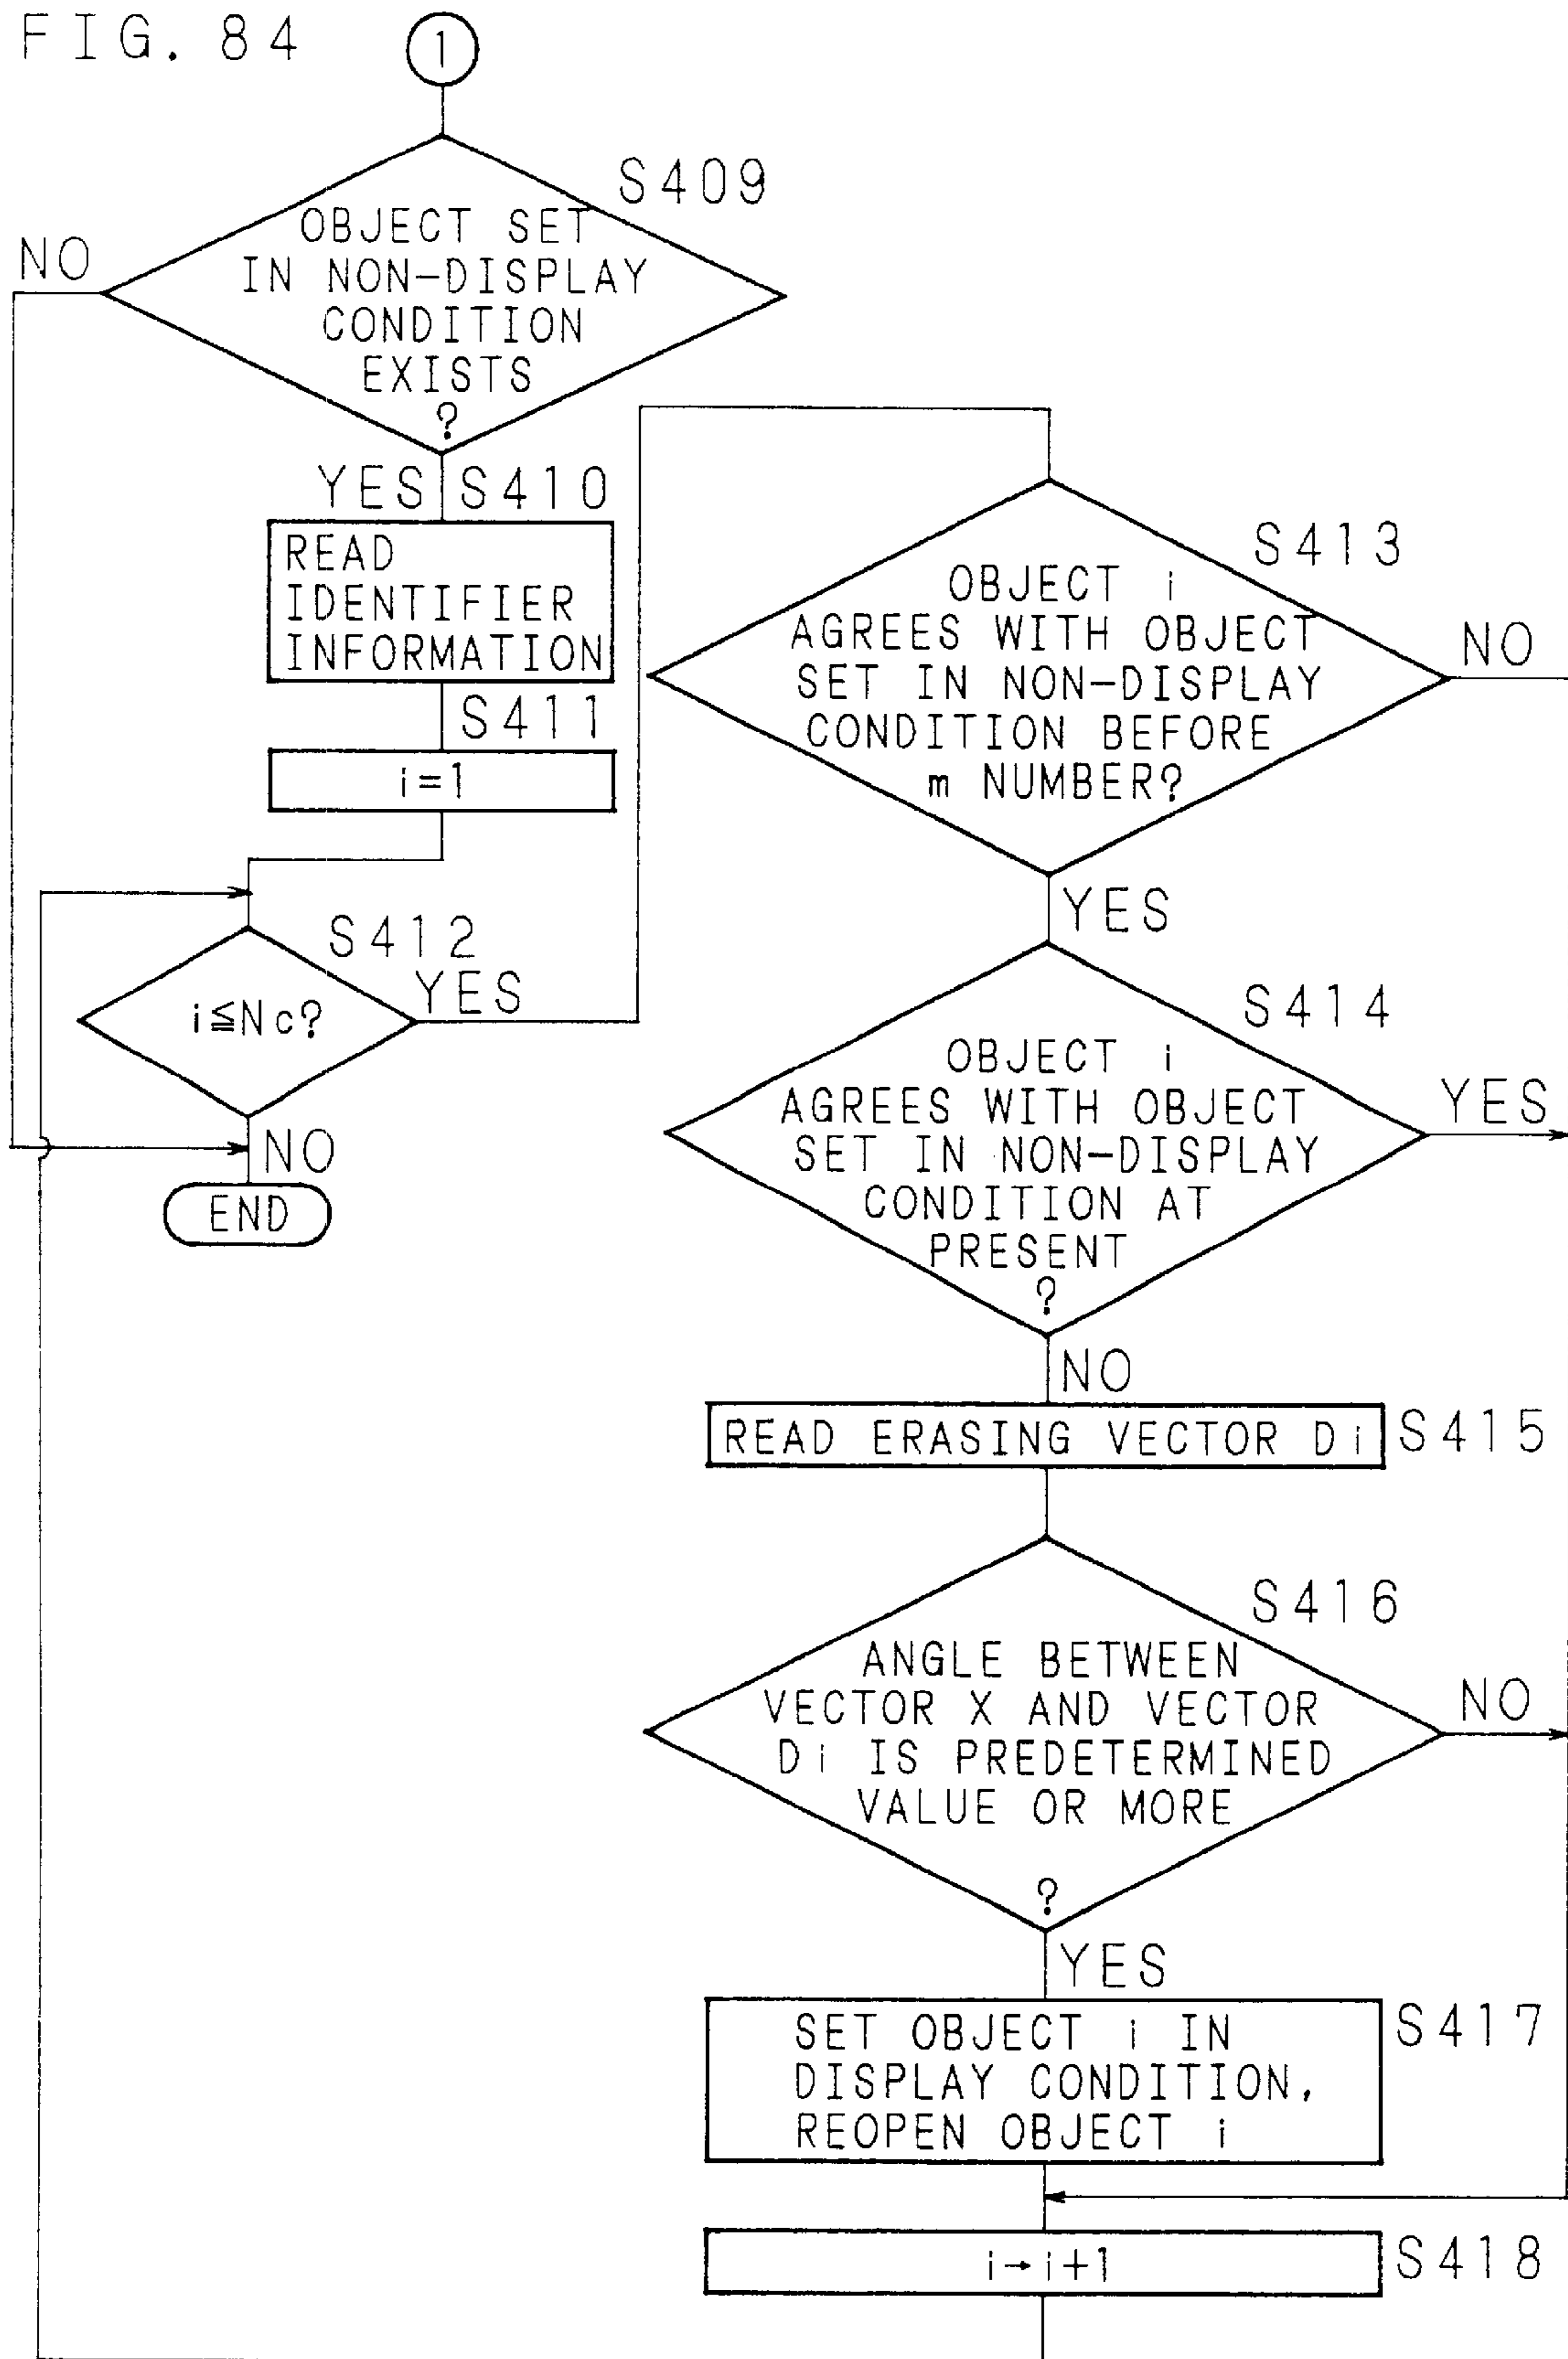 FIG. 84
1
S409
OBJECT SET
IN NON-DISPLAY
CONDITION
EXISTS
?
NO
YES
S410
READ
IDENTIFIER
INFORMATION
S411
i=1
S412
i≦Nc?
YES
NO
END
S413
OBJECT i
AGREES WITH OBJECT
SET IN NON-DISPLAY
CONDITION BEFORE
m NUMBER?
NO
YES
S414
OBJECT i
AGREES WITH OBJECT
SET IN NON-DISPLAY
CONDITION AT
PRESENT
?
YES
NO
READ ERASING VECTOR Di
S415
S416
ANGLE BETWEEN
VECTOR X AND VECTOR
Di IS PREDETERMINED
VALUE OR MORE
?
NO
YES
SET OBJECT i IN
DISPLAY CONDITION,
REOPEN OBJECT i
S417
i→i+1
S418